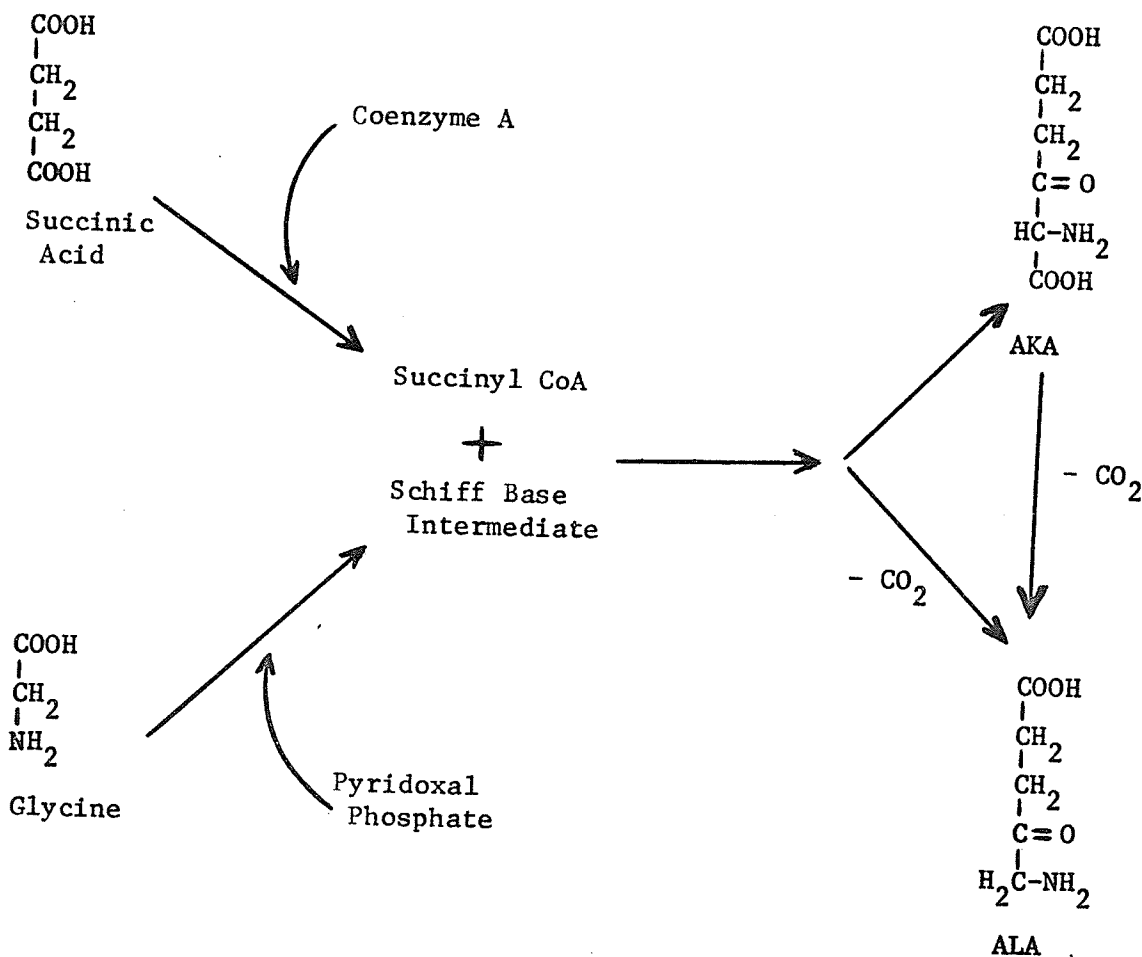 COOH
CH2
CH2
COOH
Succinic
Acid
Coenzyme A
Succinyl CoA
+
Schiff Base
Intermediate
COOH
CH2
NH2
Glycine
Pyridoxal
Phosphate
COOH
CH2
CH2
C=O
HC-NH2
COOH
AKA
- CO2
- CO2
COOH
CH2
CH2
C=O
H2C-NH2
ALA